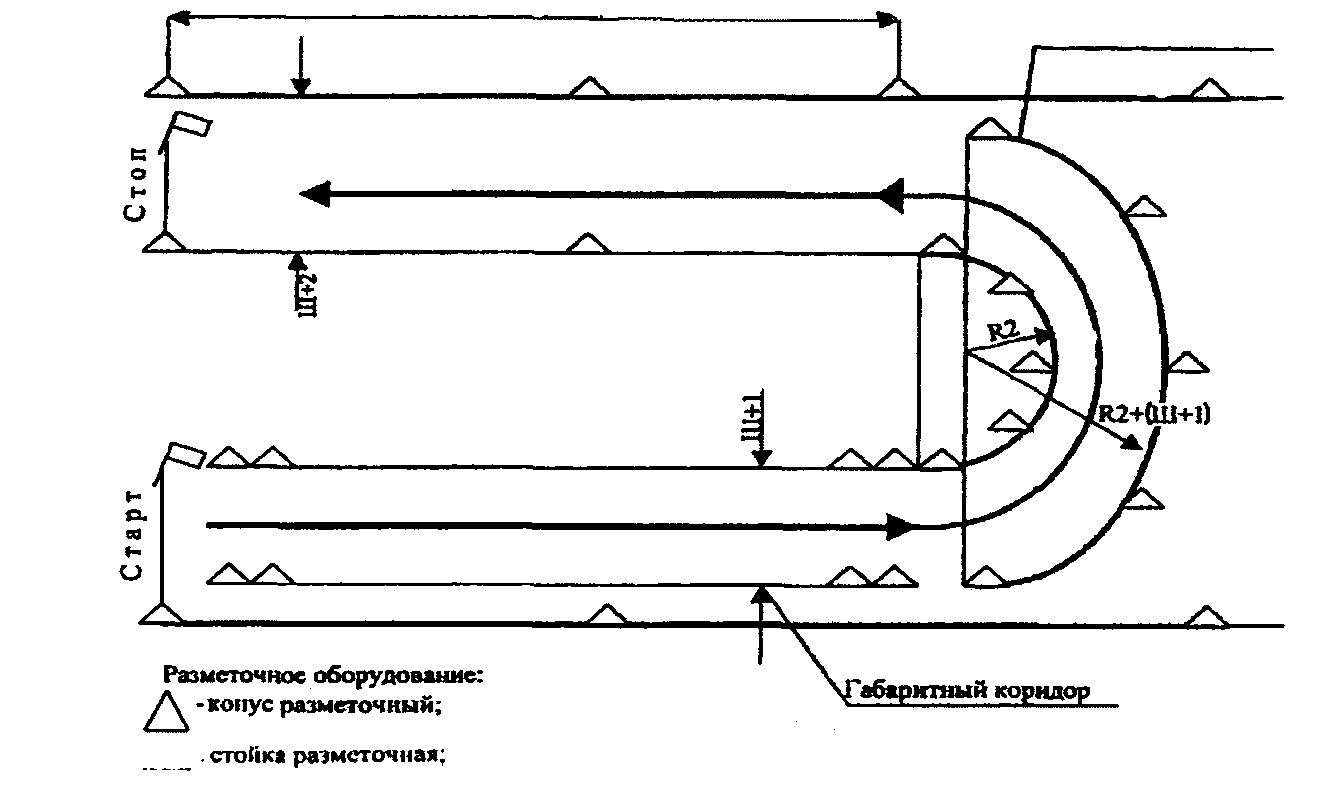 Стоп
Ш+2
R2
Ш+1
R2+(Ш+1)
Старт
Габаритный коридор
Разметочное оборудование:
- конус разметочный;
- стойка разметочная;